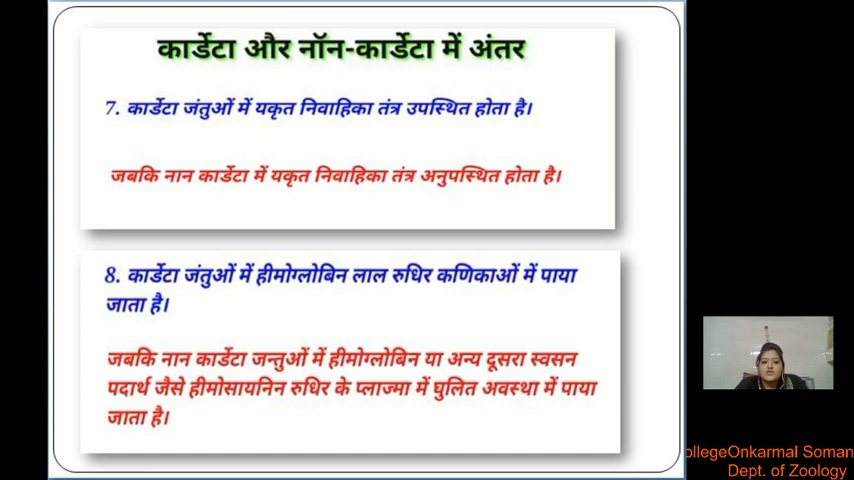 कार्डेटा और नॉन-कार्डेटा में अंतर
7. कार्डेटा जंतुओं में यकृत निवाहिका तंत्र उपस्थित होता है।
जबकि नान कार्डेटा में यकृत निवाहिका तंत्र अनुपस्थित होता है।
8. कार्डेटा जंतुओं में हीमोग्लोबिन लाल रुधिर कणिकाओं में पाया
जाता है।
जबकि नान कार्डेटा जन्तुओं में हीमोग्लोबिन या अन्य दूसरा स्वसन
पदार्थ जैसे हीमोसायनिन रुधिर के प्लाज्मा में घुलित अवस्था में पाया
जाता है।
ollegeOnkarmal Soman
Dept. of Zoology